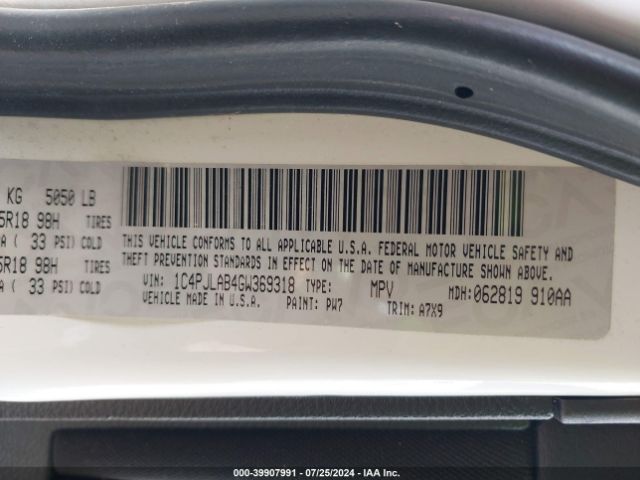 KG 5050 LB
5R18 98H TIRES
A ( 33 PSI) COLD
5R18 98H TIRES
A ( 33 PSI) COLD
THIS VEHICLE CONFORMS TO ALL APPLICABLE U.S.A. FEDERAL MOTOR VEHICLE SAFETY AND
THEFT PREVENTION STANDARDS IN EFFECT ON THE DATE OF MANUFACTURE SHOWN ABOVE.
VIN: 1C4PJLAB4GW369318 TYPE: MPV MDH:062819 910AA
VEHICLE MADE IN U.S.A. PAINT: PW7 TRIM: A7X9
COPART-39907991 / 07/25/2024 - IAA Inc.